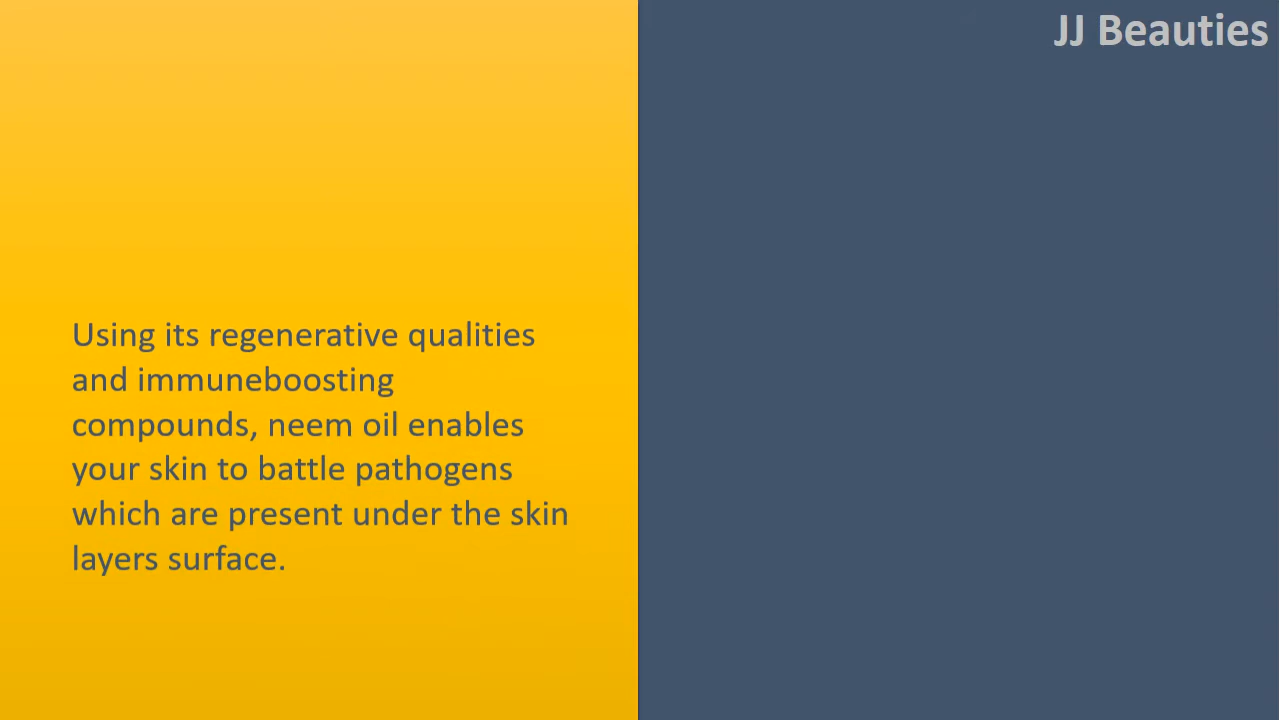 JJ Beauties
Using its regenerative qualities
and immuneboosting
compounds, neem oil enables
your skin to battle pathogens
which are present under the skin
layers surface.